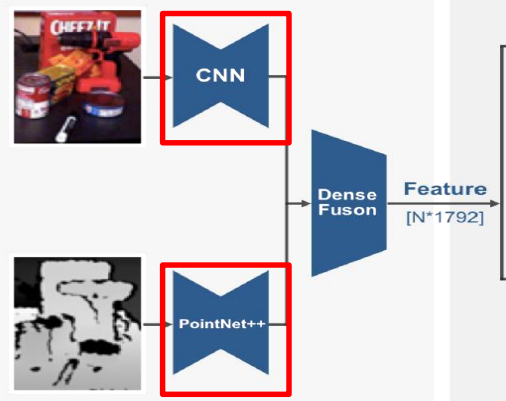 CHEEZ-IT
CNN
Dense
Fuson
Feature
[N*1792]
PointNet++